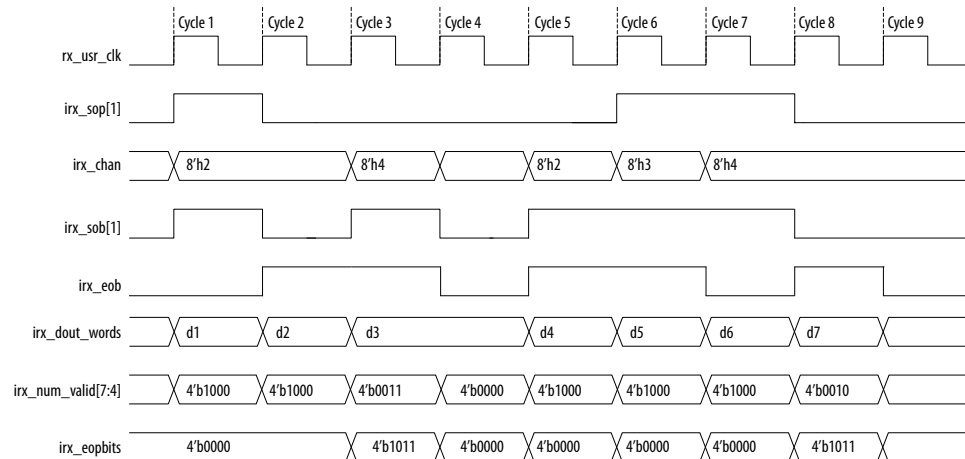 Cycle 1 Cycle 2 Cycle 3 Cycle 4 Cycle 5 Cycle 6 Cycle 7 Cycle 8 Cycle 9
rx_usr_clk
irx_sop[1]
irx_chan 8’h2 8’h4 8’h2 8’h3 8’h4
irx_sob[1]
irx_eob
irx_dout_words d1 d2 d3 d4 d5 d6 d7
irx_num_valid[7:4] 4’b1000 4’b1000 4’b0011 4’b0000 4’b1000 4’b1000 4’b1000 4’b0010
irx_eopbits 4’b0000 4’b1011 4’b0000 4’b0000 4’b0000 4’b0000 4’b1011